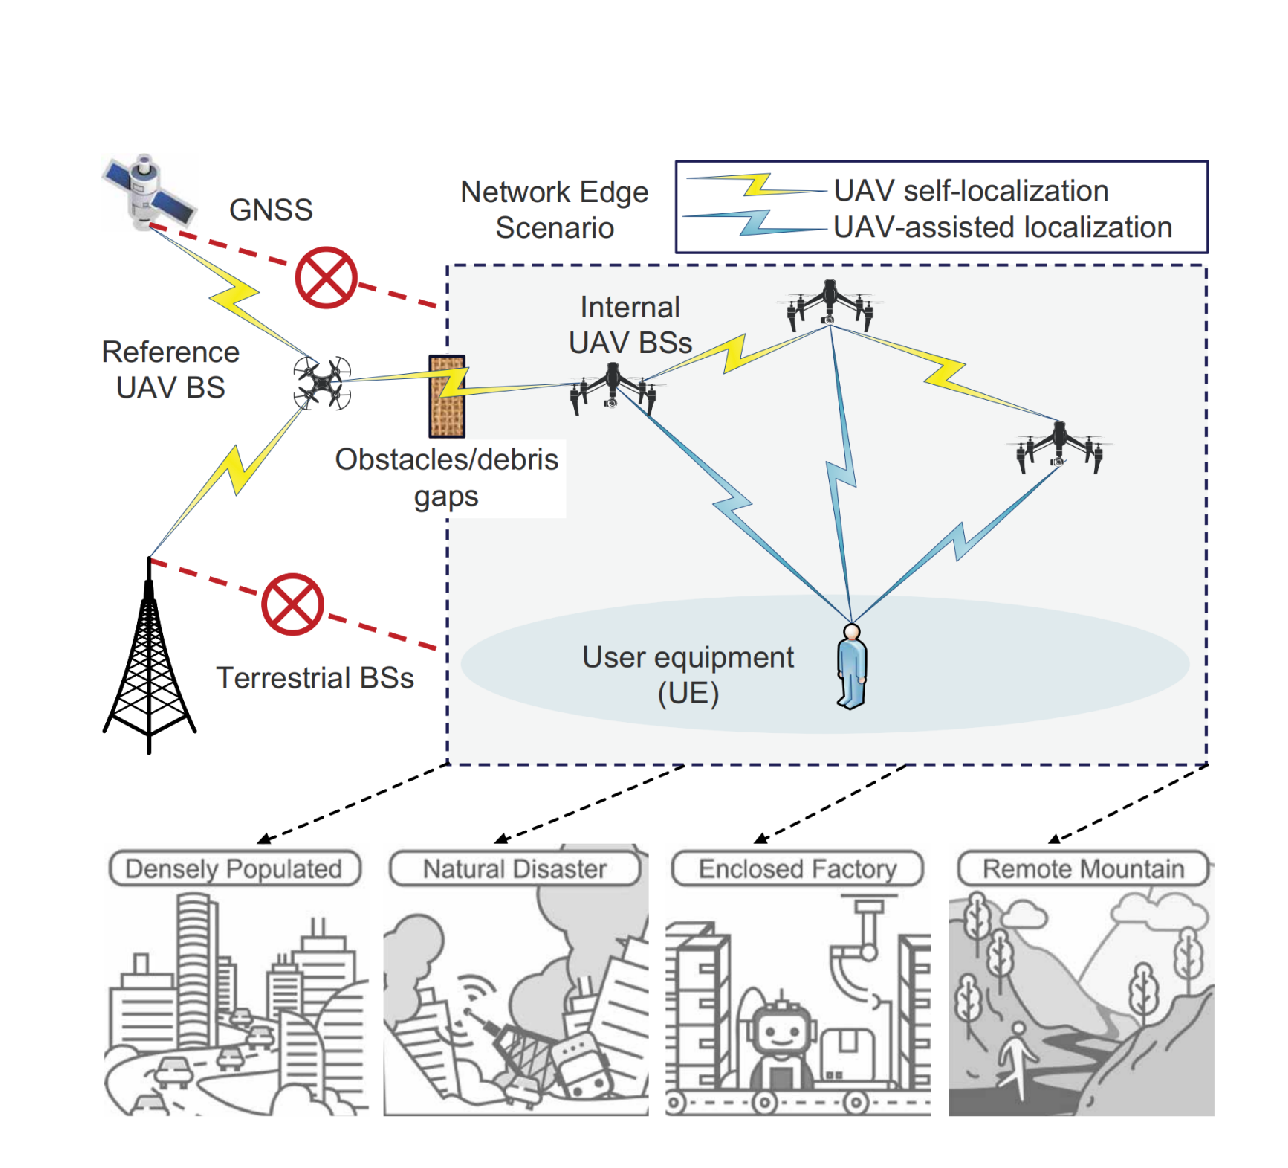 GNSS
Network Edge
Scenario
UAV self-localization
UAV-assisted localization
Reference
UAV BS
Internal
UAV BSs
Obstacles/debris
gaps
Terrestrial BSs
User equipment
(UE)
Densely Populated
Natural Disaster
Enclosed Factory
Remote Mountain